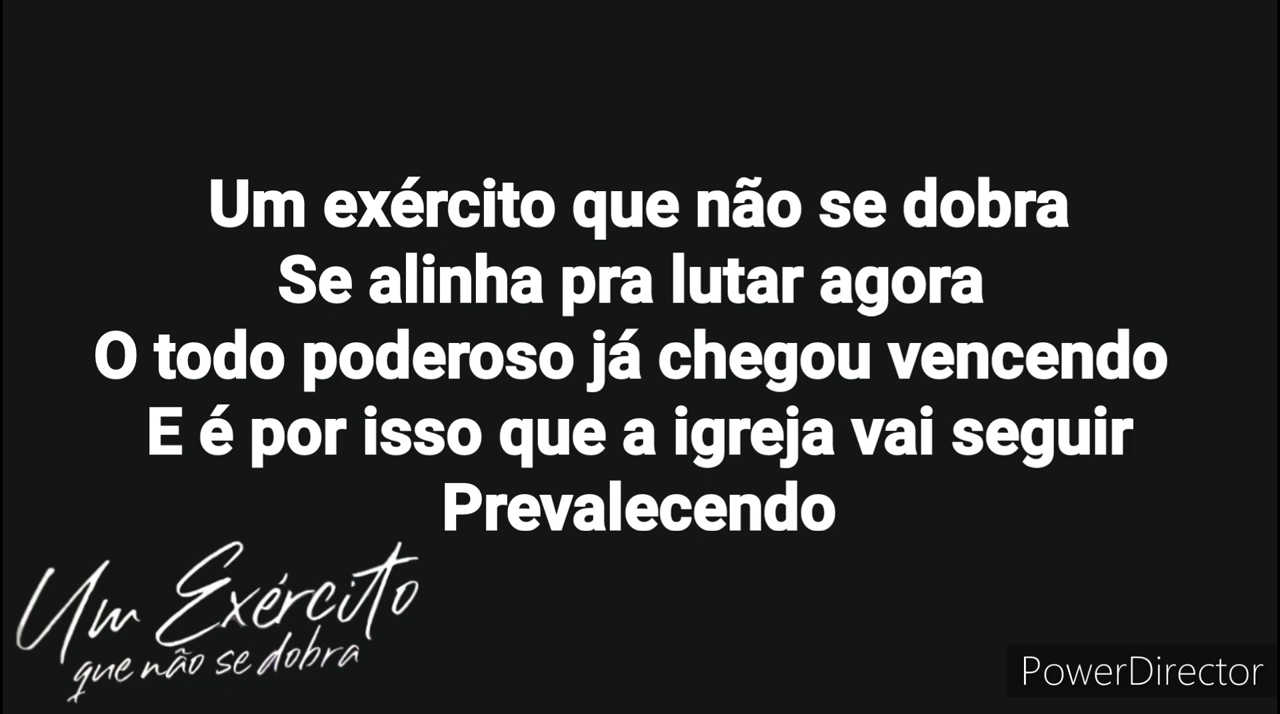 Um exército que não se dobra
Se alinha pra lutar agora
O todo poderoso já chegou vencendo
E é por isso que a igreja vai seguir
Prevalecendo
Um Exército
que não se dobra
PowerDirector